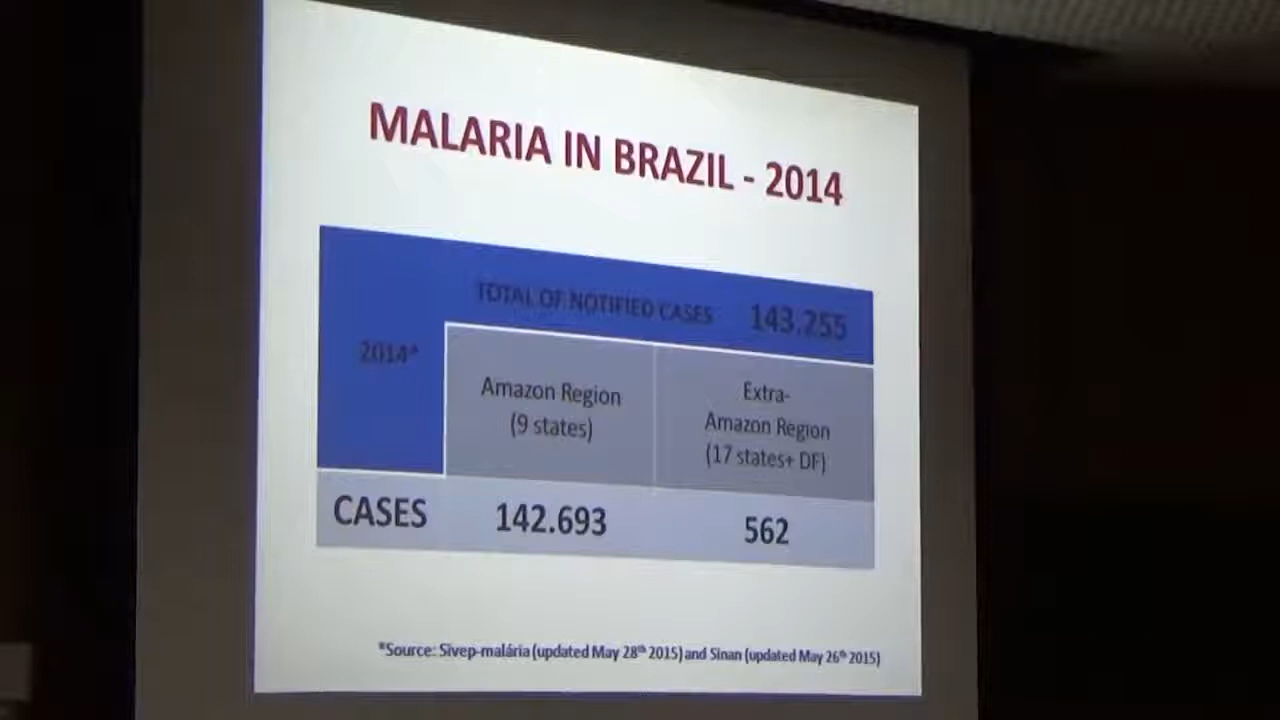 MALARIA IN BRAZIL - 2014
TOTAL OF NOTIFIED CASES 143.255
2014*
Amazon Region
(9 states)
Extra-
Amazon Region
(17 states+ DF)
CASES 142.693 562
*Source: Sivep-malária (updated May 28th 2015) and Sinan (updated May 26th 2015)